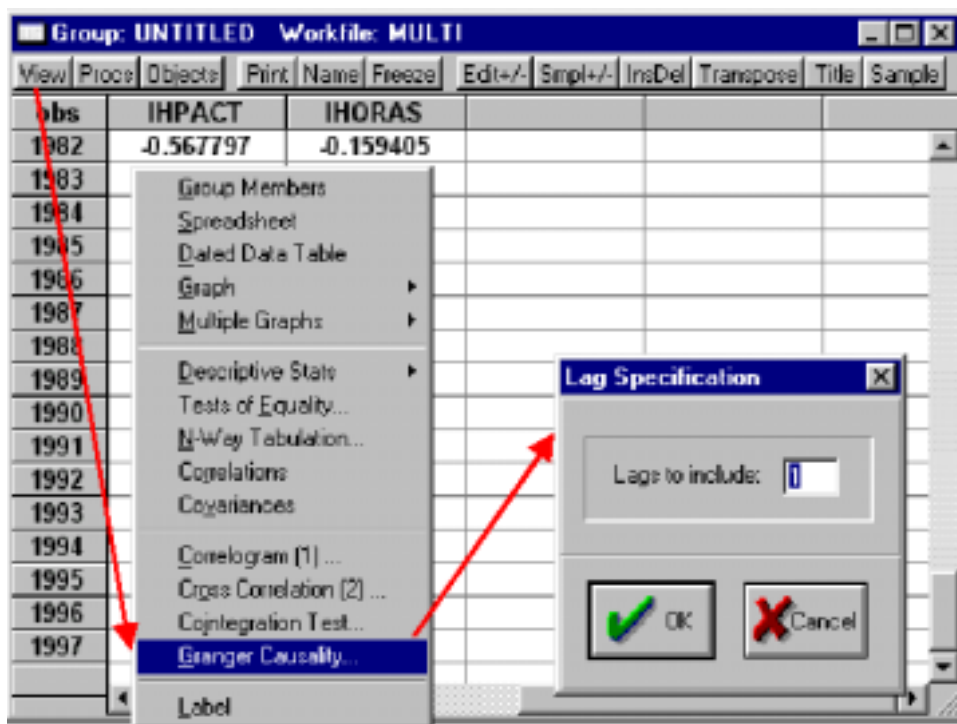 Group: UNTITLED Workfile: MULTI
View Procs Objects Print Name Freeze Edit+/- Smpl+/- InsDel Transpose Title Sample
obs IHPACT IHORAS
1982 -0.567797 -0.159405
1983
1984
1985
1986
1987
1988
1989
1990
1991
1992
1993
1994
1995
1996
1997
Group Members
Spreadsheet
Dated Data Table
Graph
Multiple Graphs
Descriptive Stats
Tests of Equality...
N-Way Tabulation...
Correlations
Covariances
Correlogram (1) ...
Cross Correlation (2) ...
Cointegration Test...
Granger Causality...
Label
Lag Specification
Lags to include: 1
OK Cancel